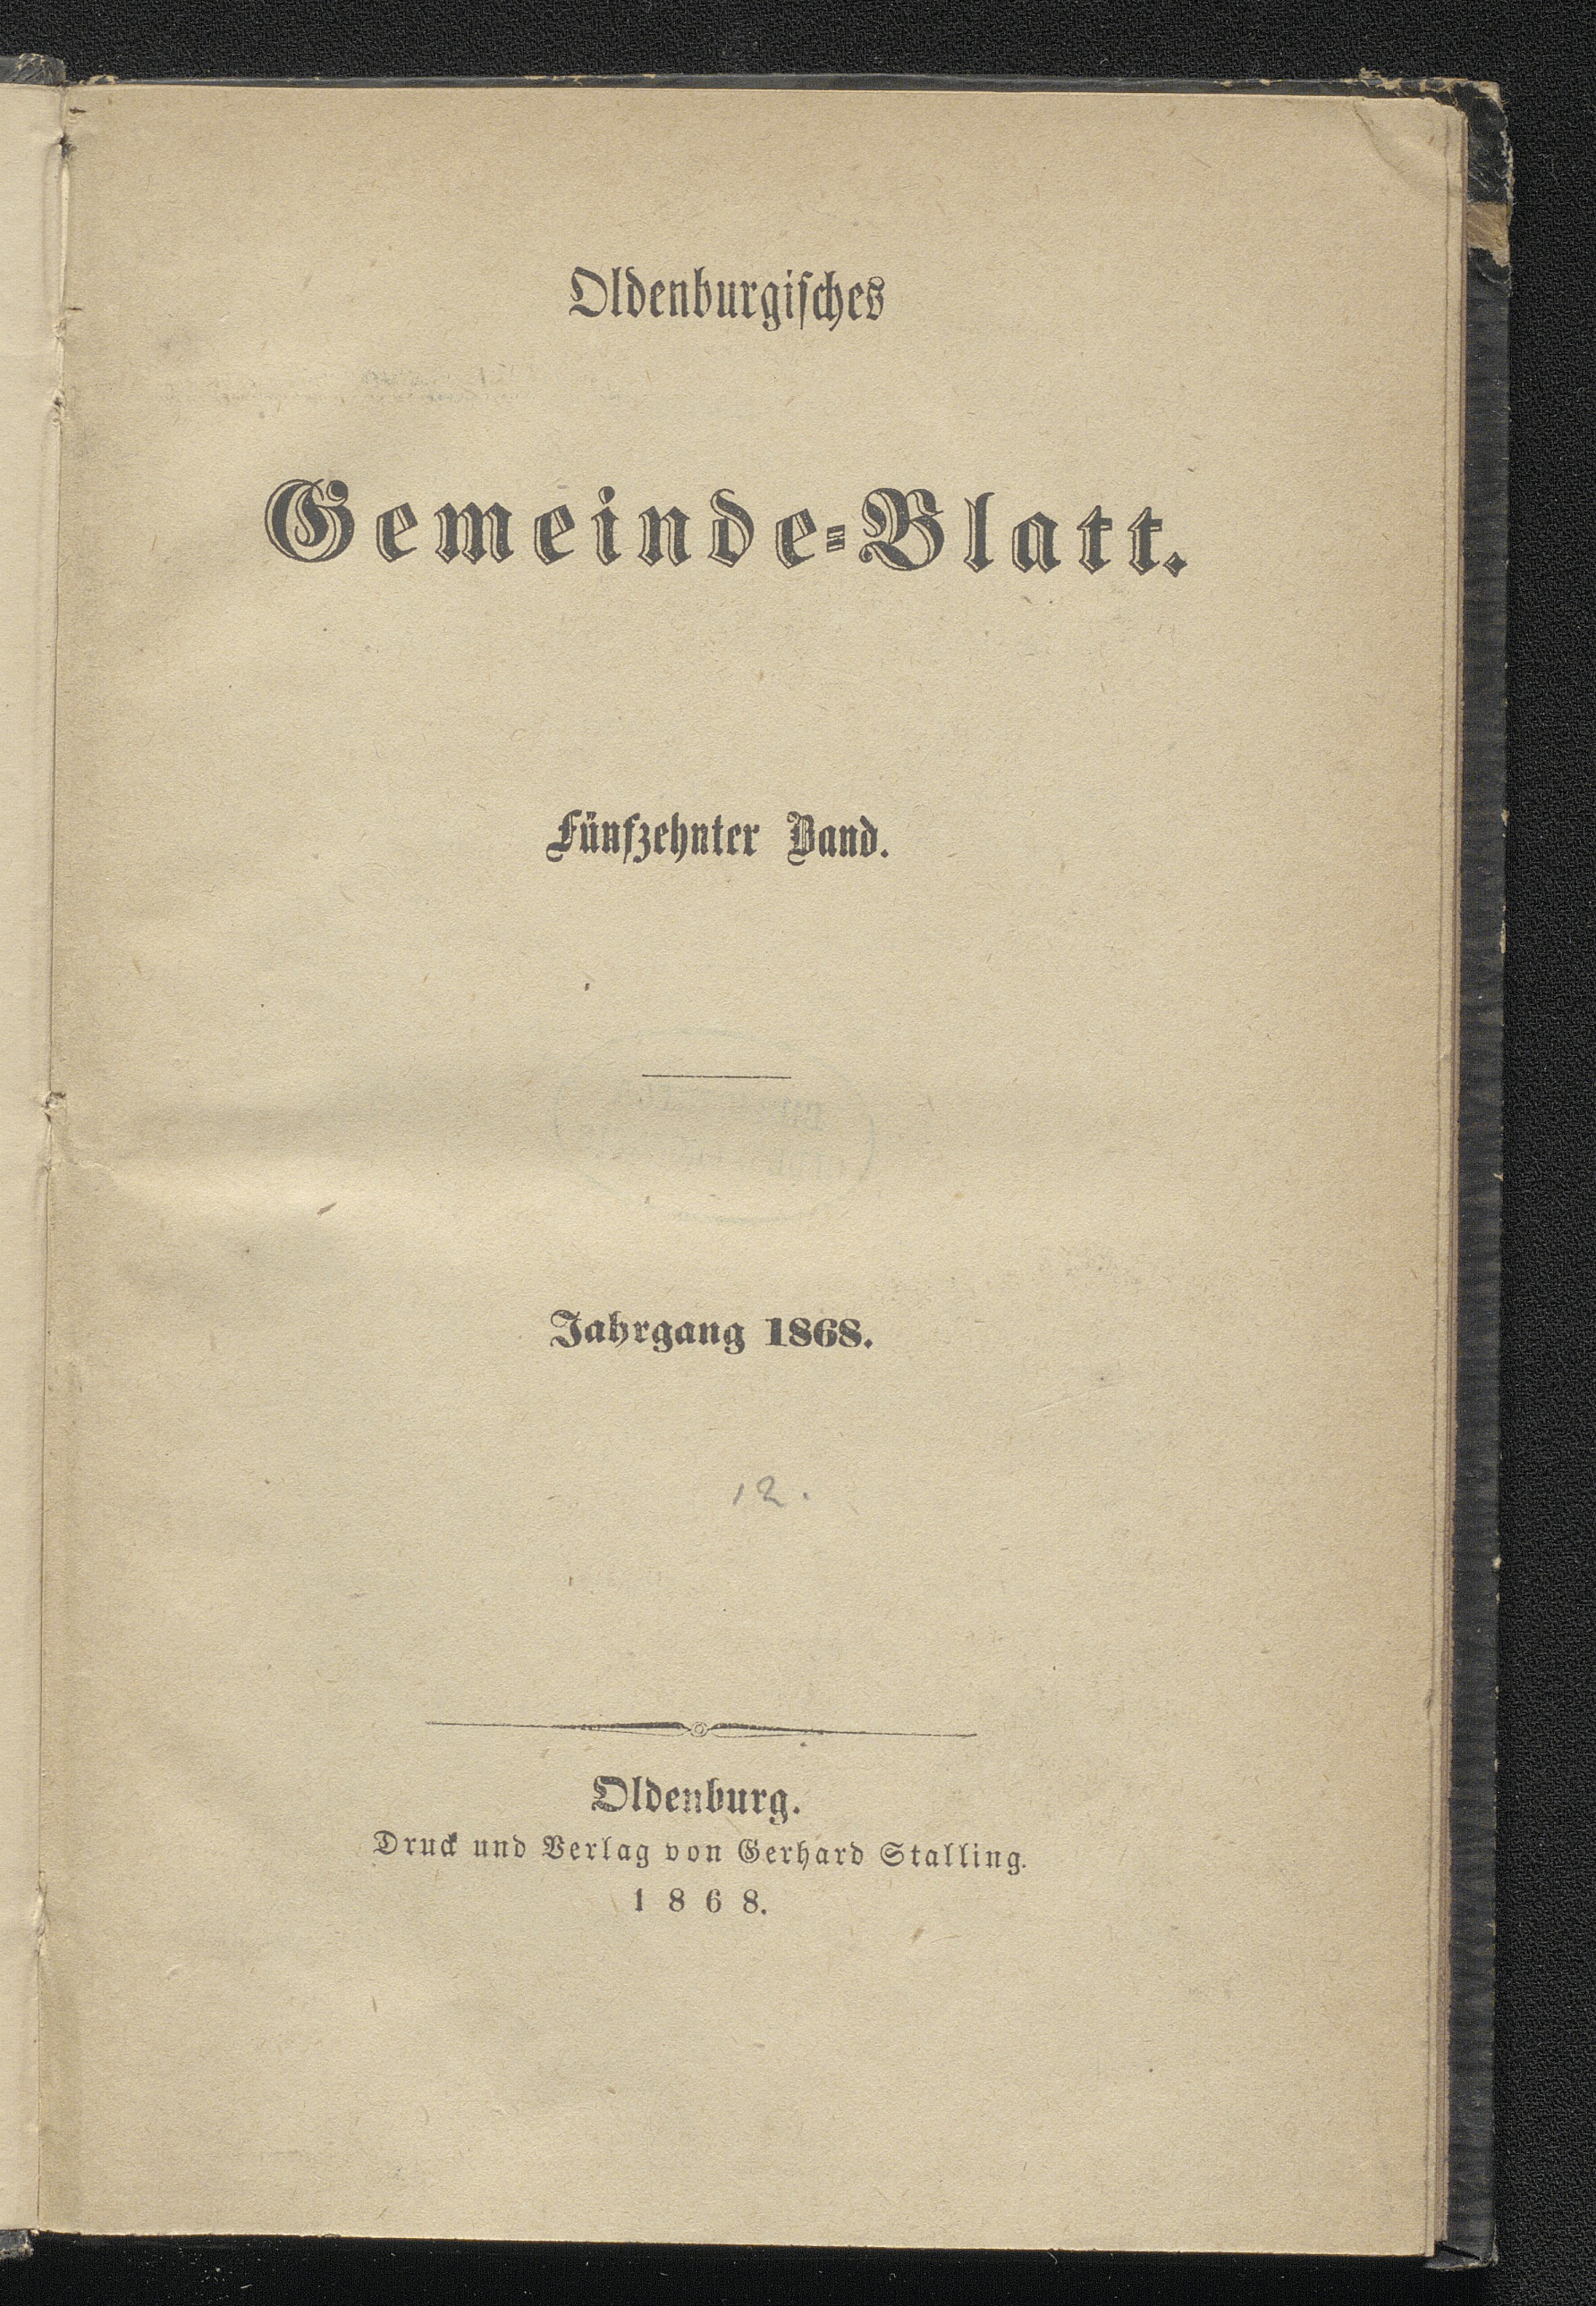 Oldenburgisches
Gemeinde-Blatt.
Fünfzehnter Band.
Jahrgang 1868.
12.
Oldenburg.
Druck und Verlag von Gerhard Stalling.
1868.